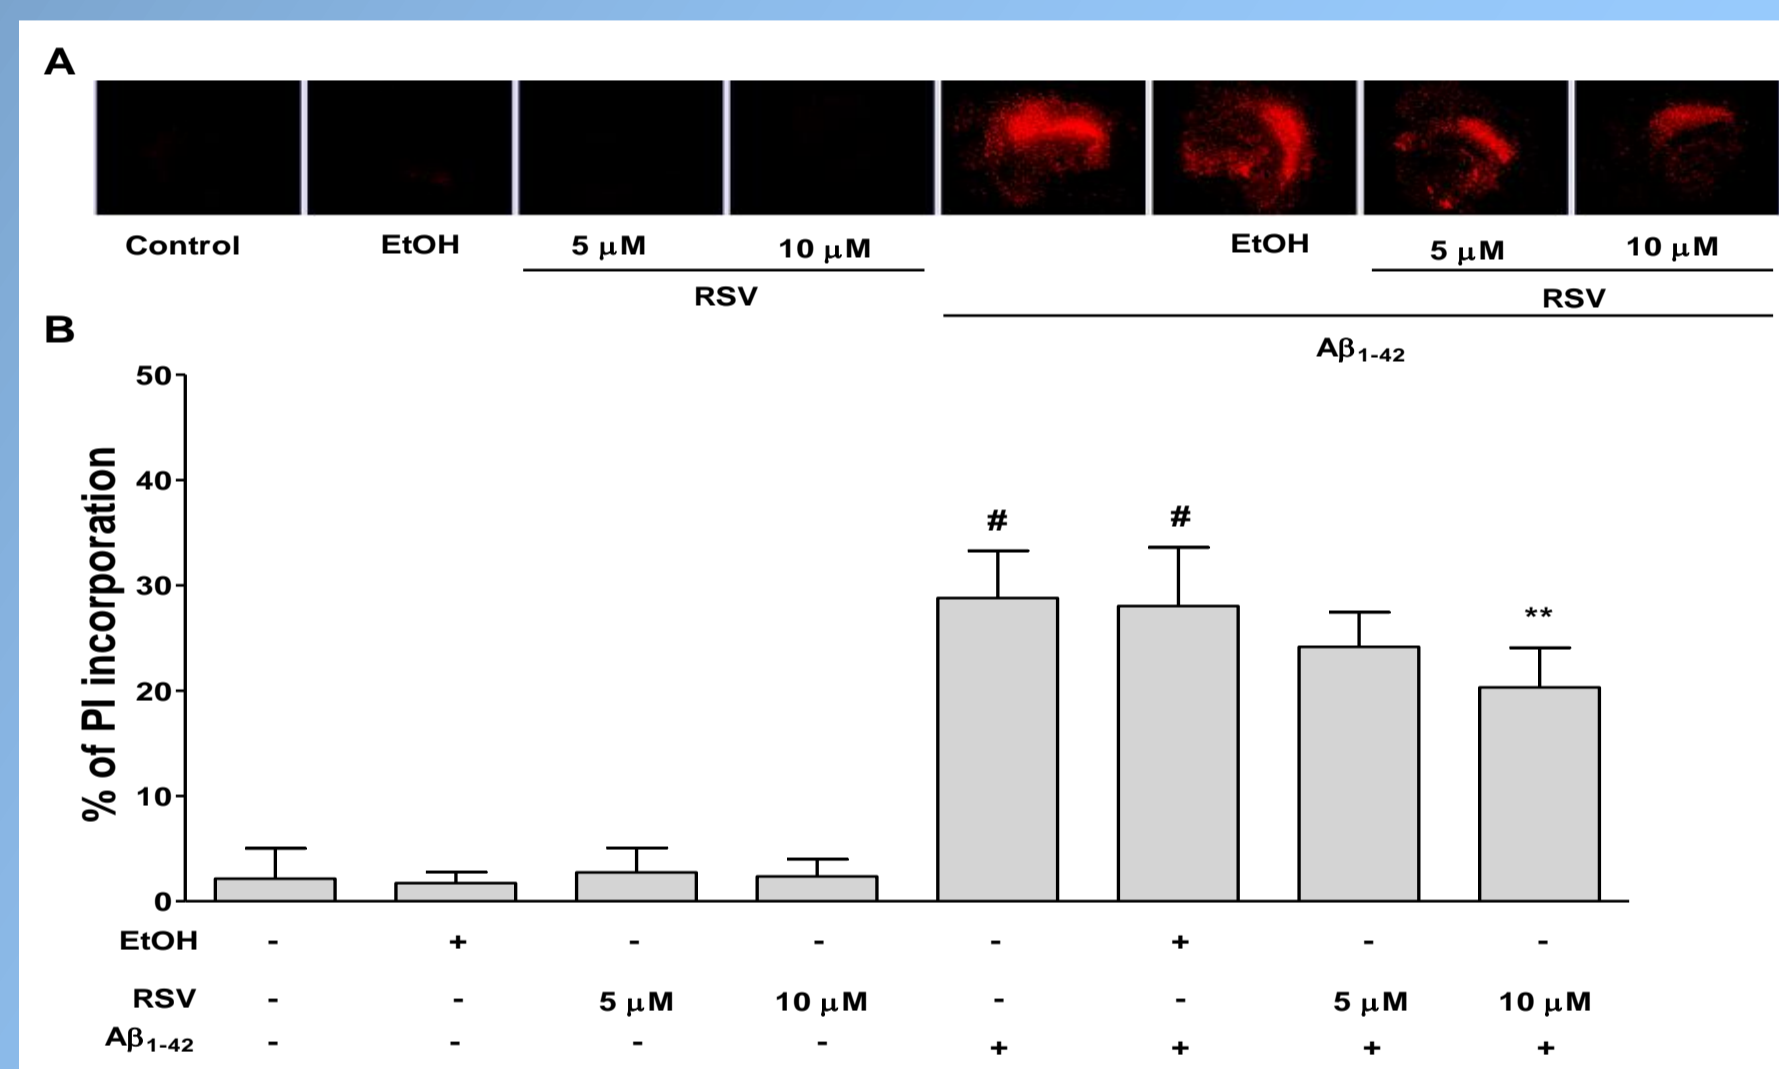 A
Control EtOH 5 μM 10 μM EtOH 5 μM 10 μM
RSV RSV
Aβ1-42
B
% of PI incorporation
50
40
30
20
10
0
# # **
EtOH - + - - - + - -
RSV - - 5 μM 10 μM - - 5 μM 10 μM
Aβ1-42 - - - - + + + +